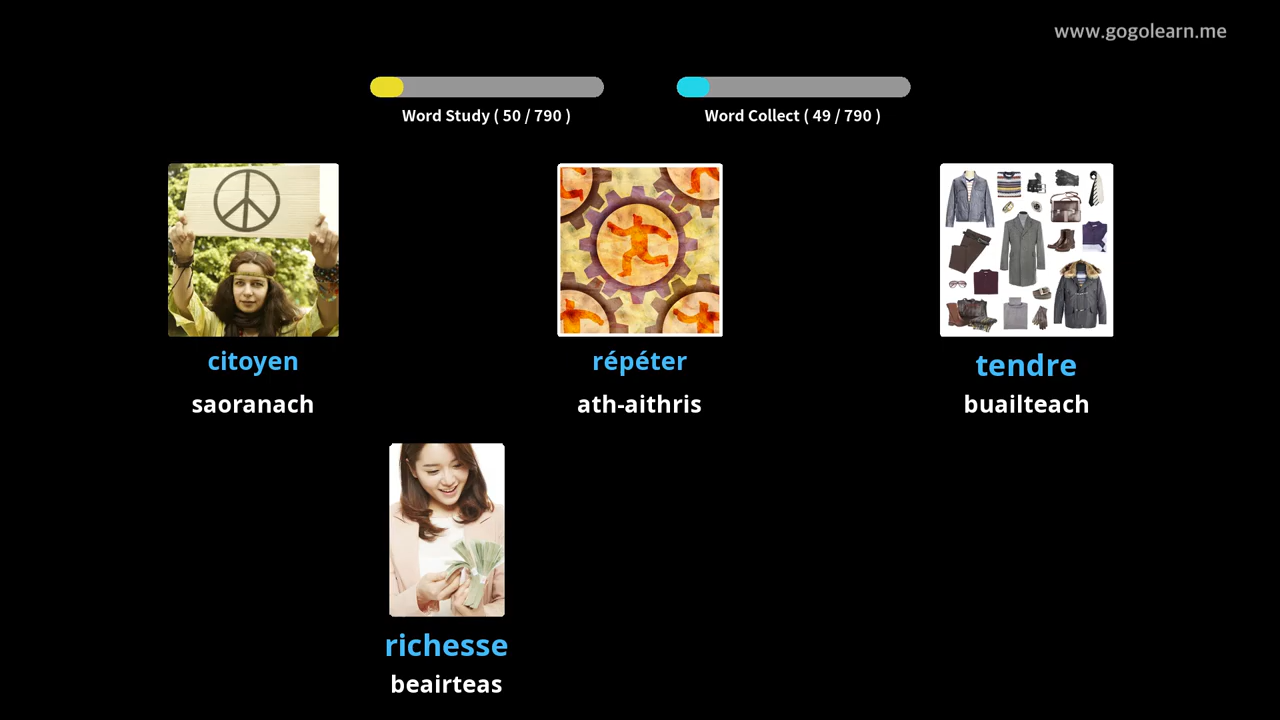 www.gogolearn.me
Word Study ( 50 / 790 )
Word Collect ( 49 / 790 )
citoyen
saoranach
répéter
ath-aithris
tendre
buailteach
richesse
beairteas